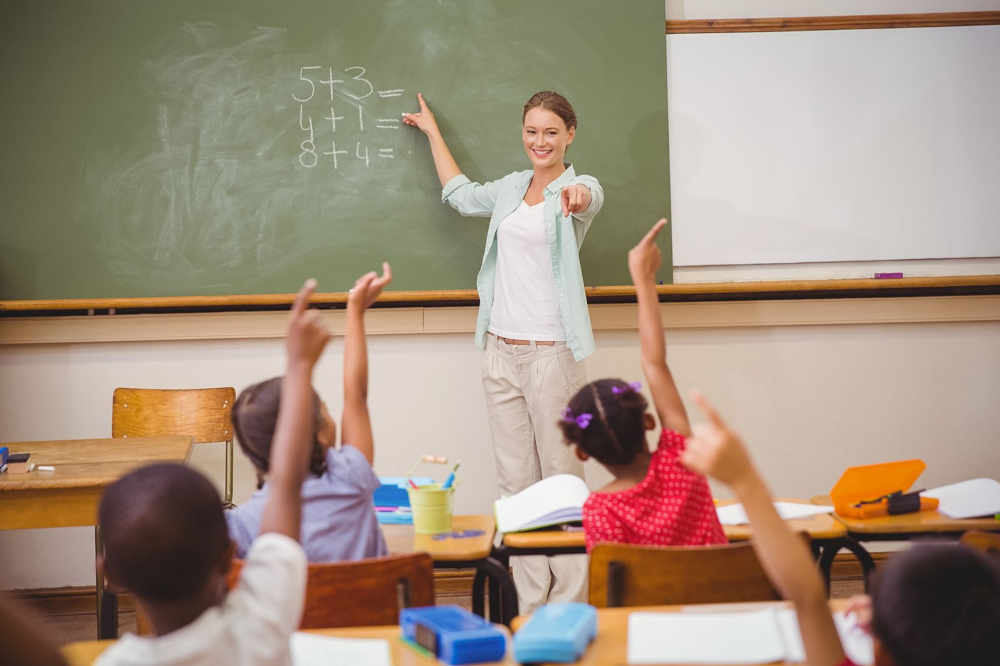 5+3=
4+1=
8+4=